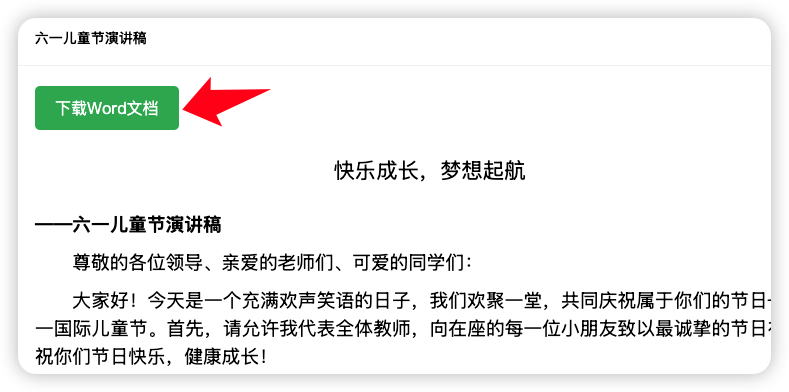 六一儿童节演讲稿
下载Word文档
快乐成长，梦想起航
——六一儿童节演讲稿
尊敬的各位领导、亲爱的老师们、可爱的同学们：
大家好！今天是一个充满欢声笑语的日子，我们欢聚一堂，共同庆祝属于你们的节日
一国际儿童节。首先，请允许我代表全体教师，向在座的每一位小朋友致以最诚挚的节日
祝你们节日快乐，健康成长！